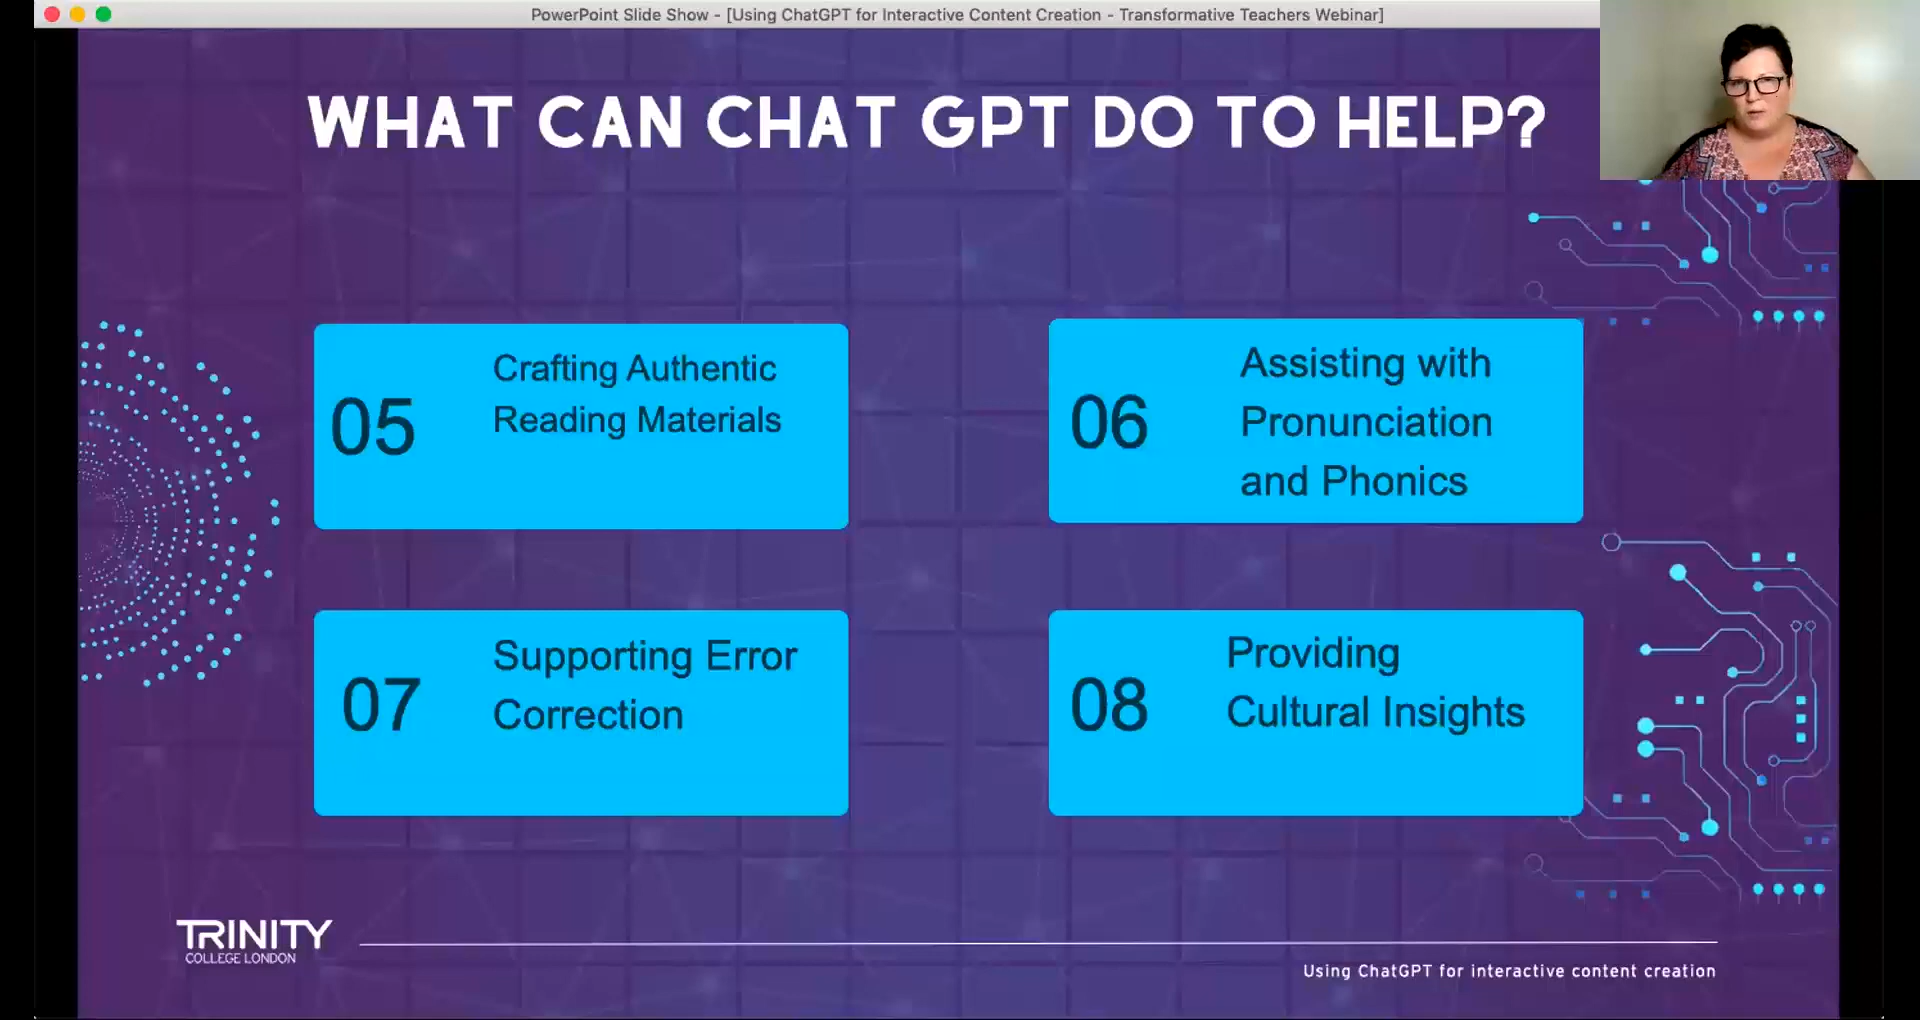 PowerPoint Slide Show - [Using ChatGPT for Interactive Content Creation - Transformative Teachers Webinar]
WHAT CAN CHAT GPT DO TO HELP?
05
Crafting Authentic
Reading Materials
06
Assisting with
Pronunciation
and Phonics
07
Supporting Error
Correction
08
Providing
Cultural Insights
TRINITY
COLLEGE LONDON
Using ChatGPT for interactive content creation